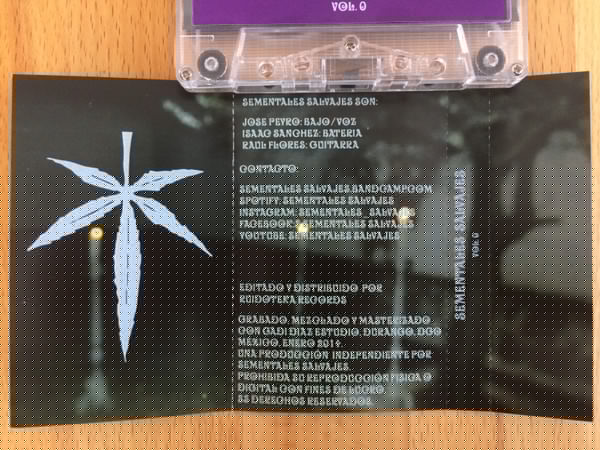 VOL. 0
SEMENTALES SALVAJES SON:
JOSE PEYRO: BAJO/VOZ
ISAAC SANCHEZ: BATERIA
RAUL FLORES: GUITARRA
CONTACTO:
SEMENTALES SALVAJES.BANDCAMP.COM
SPOTIFY: SEMENTALES SALVAJES
INSTAGRAM: SEMENTALES_SALVAJES
FACEBOOK: SEMENTALES SALVAJES
YOUTUBE: SEMENTALES SALVAJES
EDITADO Y DISTRIBUIDO POR
RUIDOTEKA RECORDS
GRABADO, MEZCLADO Y MASTERIZADO
CON GADI DIAZ ESTUDIO, DURANGO, DGO
MEXICO, ENERO 2019.
UNA PRODUCCION INDEPENDIENTE POR
SEMENTALES SALVAJES
PROHIBIDA SU REPRODUCCION FISICA O
DIGITAL CON FINES DE LUCRO.
SS DERECHOS RESERVADOS.
SEMENTALES SALVAJES
VOL. 0